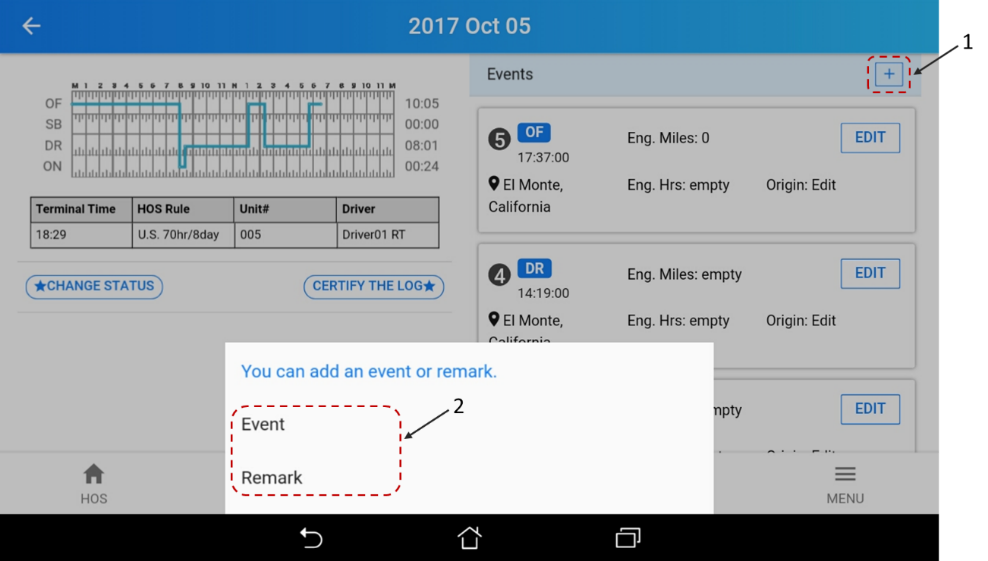 2017 Oct 05
1
M 1 2 3 4 5 6 7 8 9 10 11 N 1 2 3 4 5 6 7 8 9 10 11 M
OF 10:05
SB 00:00
DR 08:01
ON 00:24
Terminal Time HOS Rule Unit# Driver
18:29 U.S. 70hr/8day 005 Driver01 RT
★CHANGE STATUS CERTIFY THE LOG★
Events +
5 OF Eng. Miles: 0 EDIT
17:37:00
El Monte, Eng. Hrs: empty Origin: Edit
California
4 DR Eng. Miles: empty EDIT
14:19:00
El Monte, Eng. Hrs: empty Origin: Edit
California
mpty EDIT
You can add an event or remark.
2
Event
Remark
HOS MENU